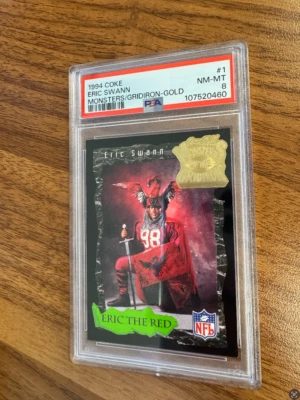 1994 COKE #1
ERIC SWANN NM-MT
MONSTERS/GRIDIRON-GOLD 8
PSA 107520460
Eric Swann
98
ERIC THE RED
NFL